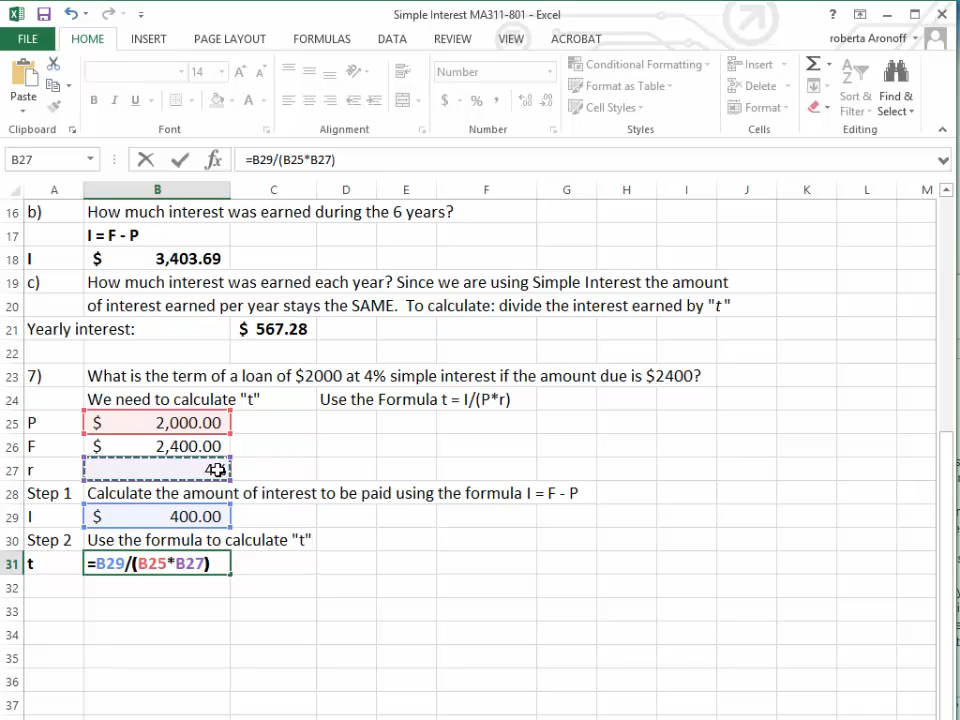 Simple Interest MA311-801 - Excel
FILE HOME INSERT PAGE LAYOUT FORMULAS DATA REVIEW VIEW ACROBAT roberta Aronoff
14 Number Conditional Formatting Insert
Paste B I U $ % Format as Table Delete Sort & Find &
Cell Styles Format Filter Select
Clipboard Font Alignment Number Styles Cells Editing
B27 fx =B29/(B25*B27)
A B C D E F G H I J K L M
16 b) How much interest was earned during the 6 years?
17 I = F - P
18 I $ 3,403.69
19 c) How much interest was earned each year? Since we are using Simple Interest the amount
20 of interest earned per year stays the SAME. To calculate: divide the interest earned by "t"
21 Yearly interest: $ 567.28
22
23 7) What is the term of a loan of $2000 at 4% simple interest if the amount due is $2400?
24 We need to calculate "t" Use the Formula t = I/(P*r)
25 P $ 2,000.00
26 F $ 2,400.00
27 r 4%
28 Step 1 Calculate the amount of interest to be paid using the formula I = F - P
29 I $ 400.00
30 Step 2 Use the formula to calculate "t"
31 t =B29/(B25*B27)
32
33
34
35
36
37